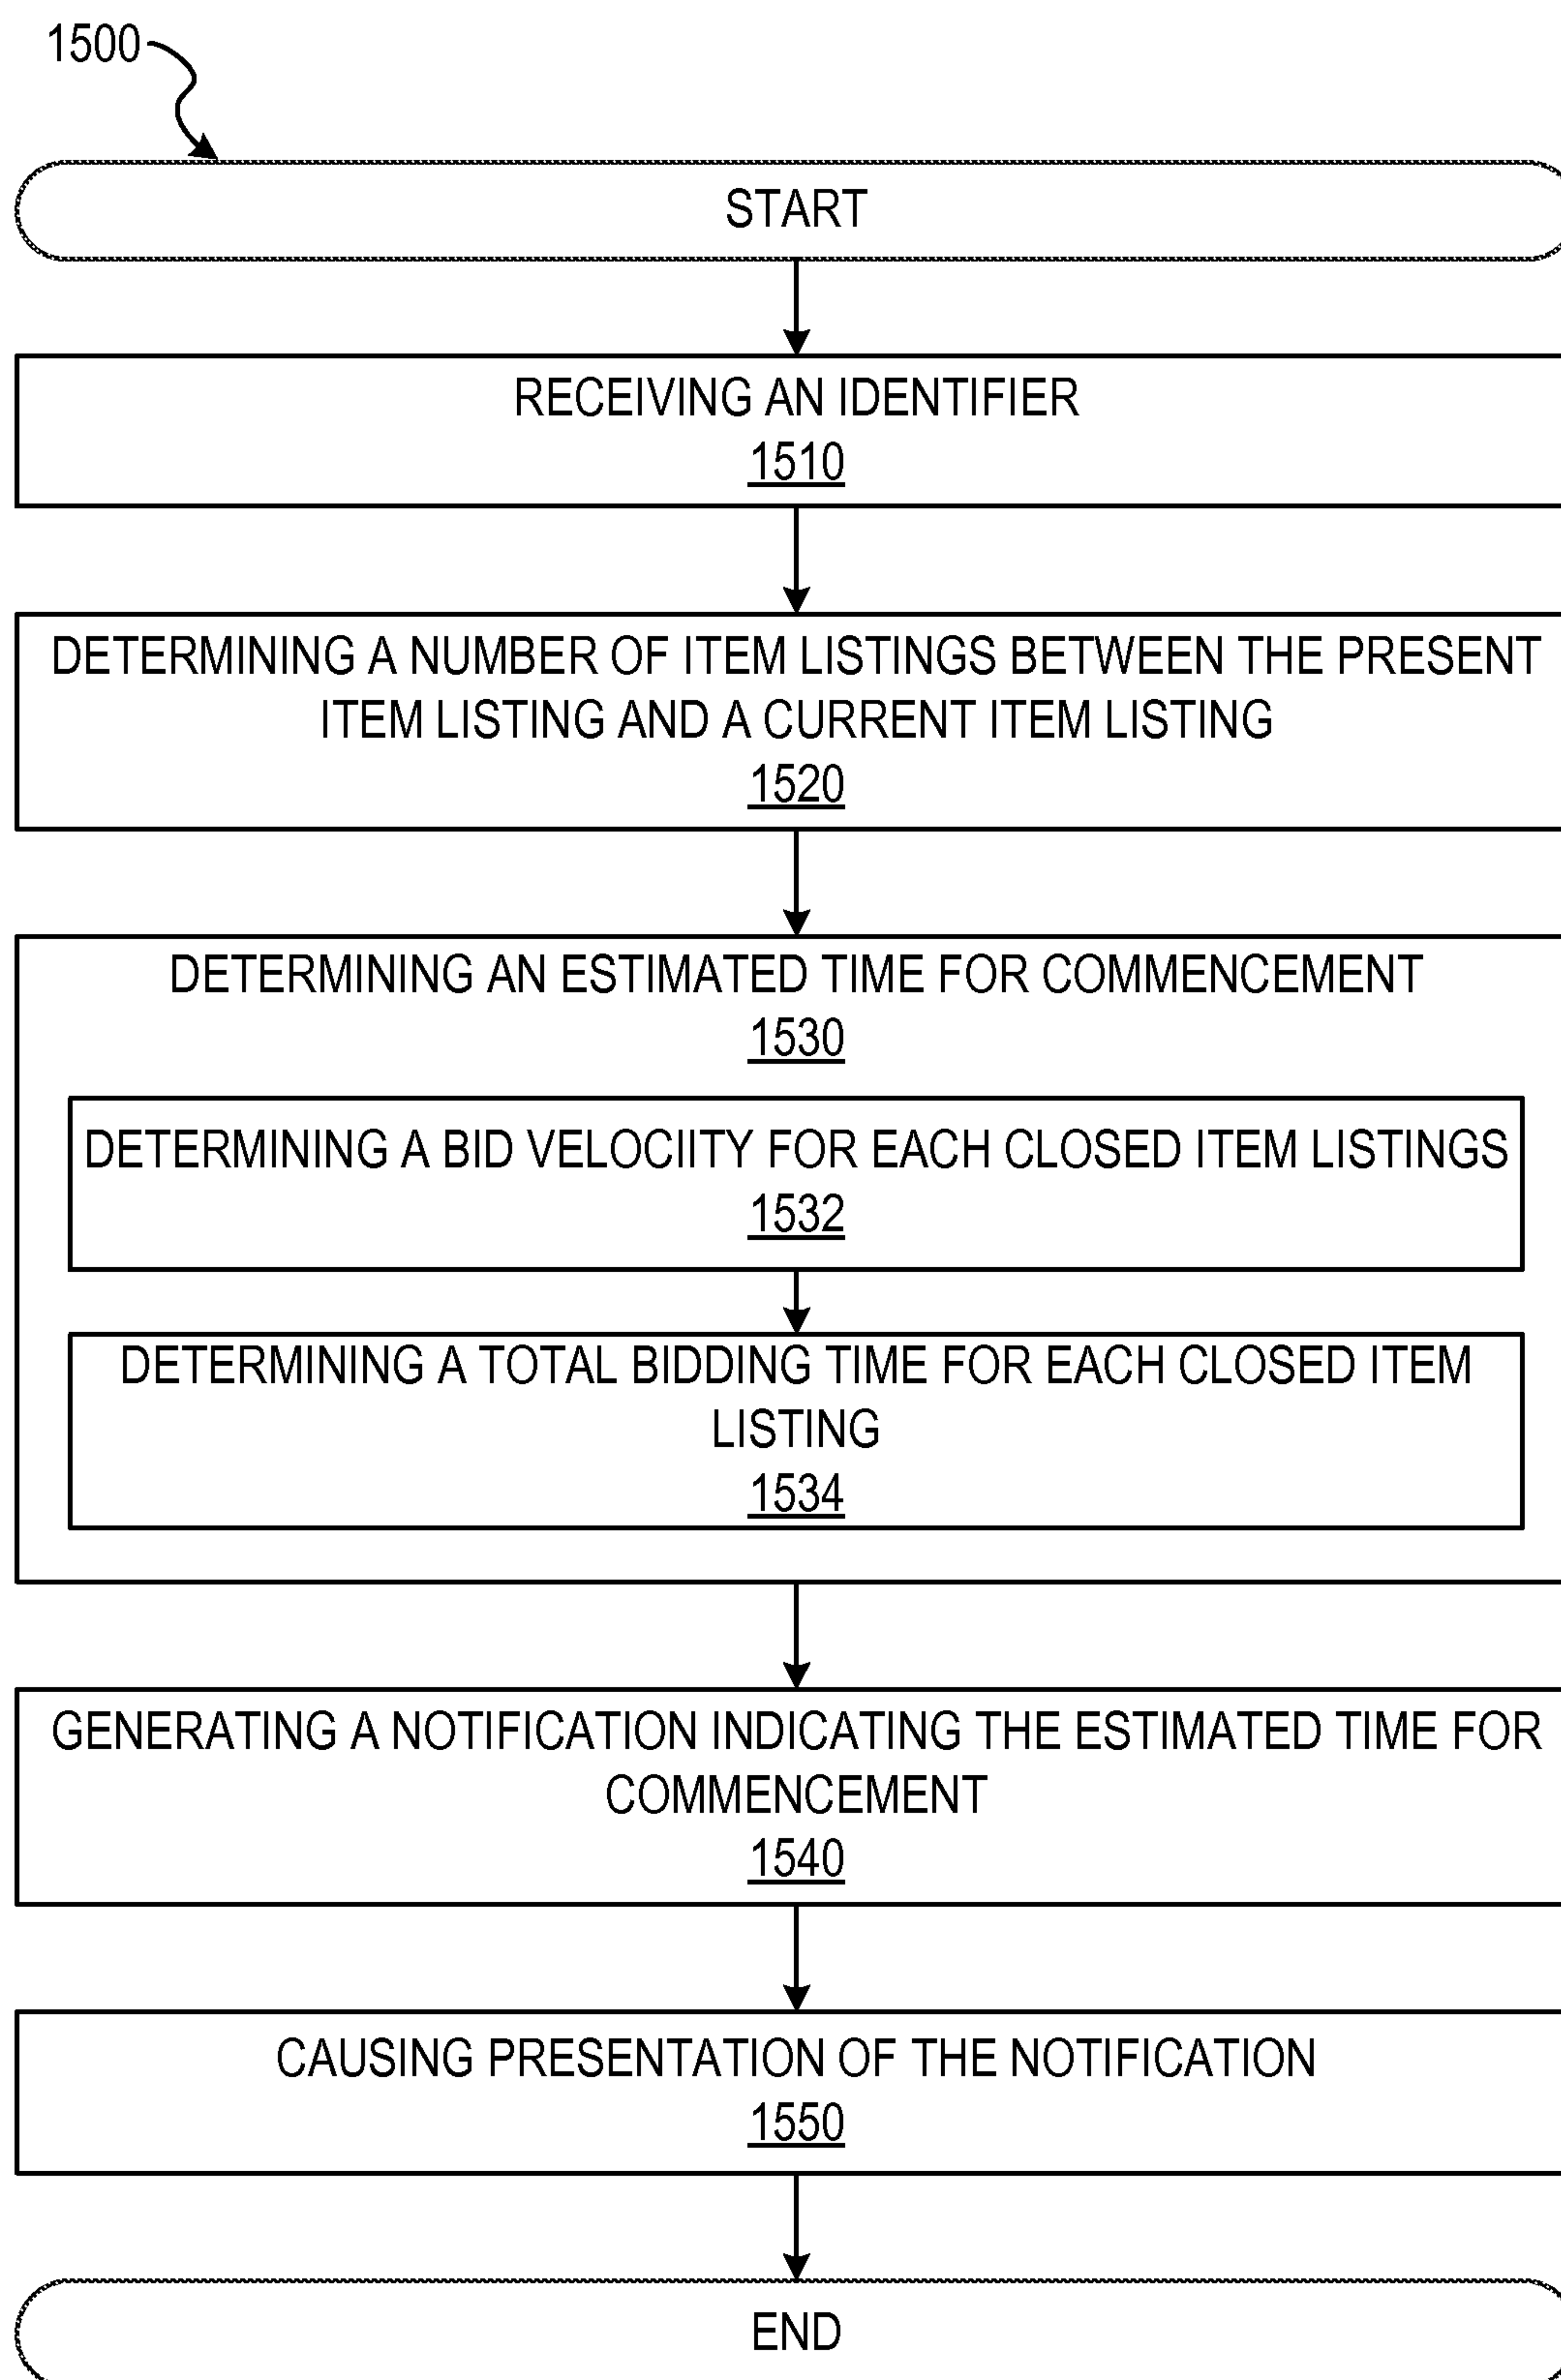 1500
START
RECEIVING AN IDENTIFIER
1510
DETERMINING A NUMBER OF ITEM LISTINGS BETWEEN THE PRESENT
ITEM LISTING AND A CURRENT ITEM LISTING
1520
DETERMINING AN ESTIMATED TIME FOR COMMENCEMENT
1530
DETERMINING A BID VELOCIITY FOR EACH CLOSED ITEM LISTINGS
1532
DETERMINING A TOTAL BIDDING TIME FOR EACH CLOSED ITEM
LISTING
1534
GENERATING A NOTIFICATION INDICATING THE ESTIMATED TIME FOR
COMMENCEMENT
1540
CAUSING PRESENTATION OF THE NOTIFICATION
1550
END